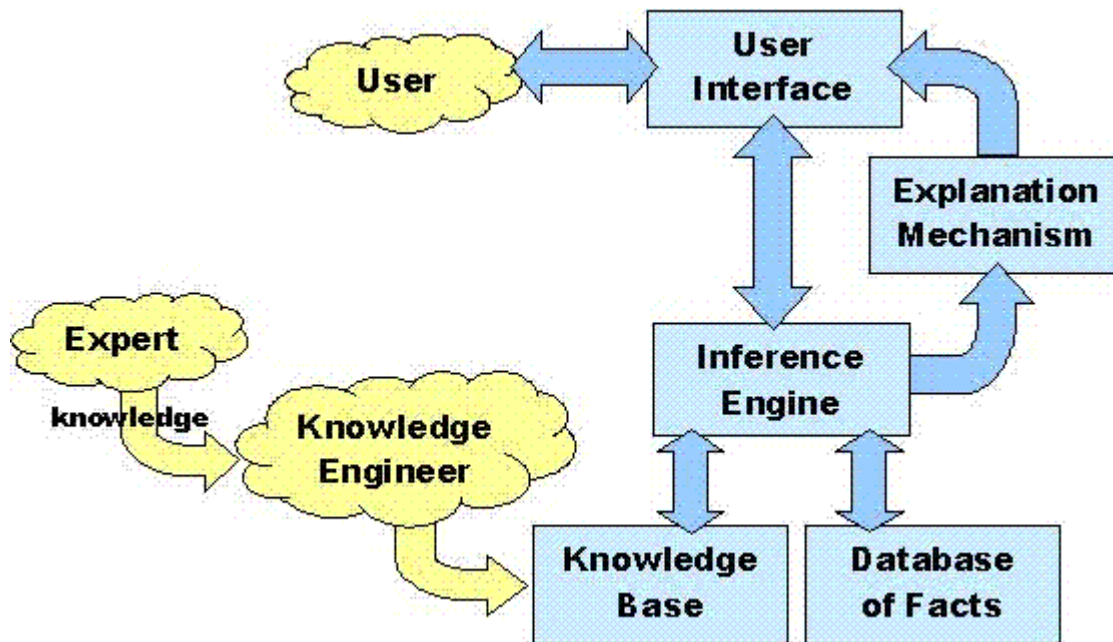 User
User
Interface
Explanation
Mechanism
Expert
knowledge
Inference
Engine
Knowledge
Engineer
Knowledge
Base
Database
of Facts